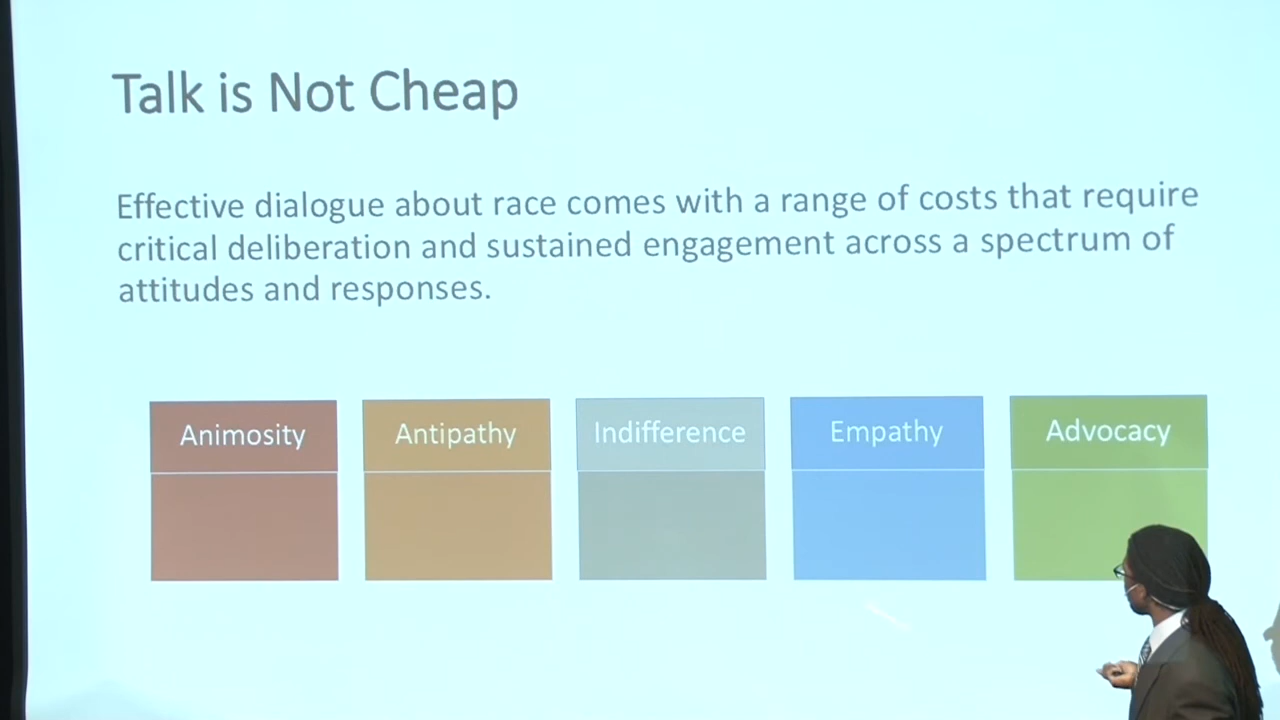 Talk is Not Cheap
Effective dialogue about race comes with a range of costs that require
critical deliberation and sustained engagement across a spectrum of
attitudes and responses.
Animosity
Antipathy
Indifference
Empathy
Advocacy